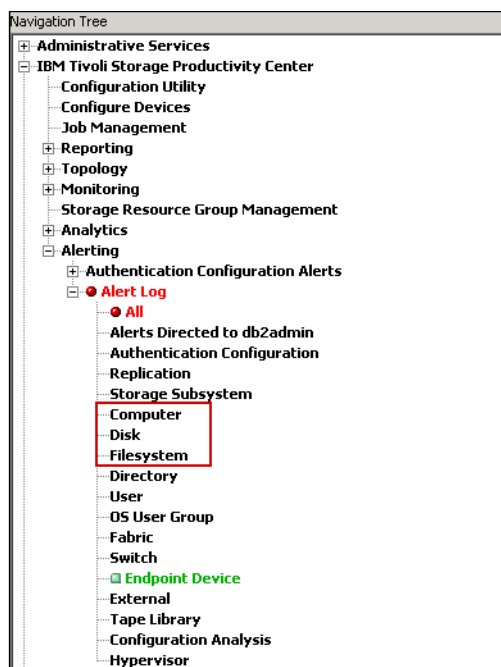 Navigation Tree
Administrative Services
IBM Tivoli Storage Productivity Center
Configuration Utility
Configure Devices
Job Management
Reporting
Topology
Monitoring
Storage Resource Group Management
Analytics
Alerting
Authentication Configuration Alerts
Alert Log
All
Alerts Directed to db2admin
Authentication Configuration
Replication
Storage Subsystem
Computer
Disk
Filesystem
Directory
User
OS User Group
Fabric
Switch
Endpoint Device
External
Tape Library
Configuration Analysis
Hypervisor